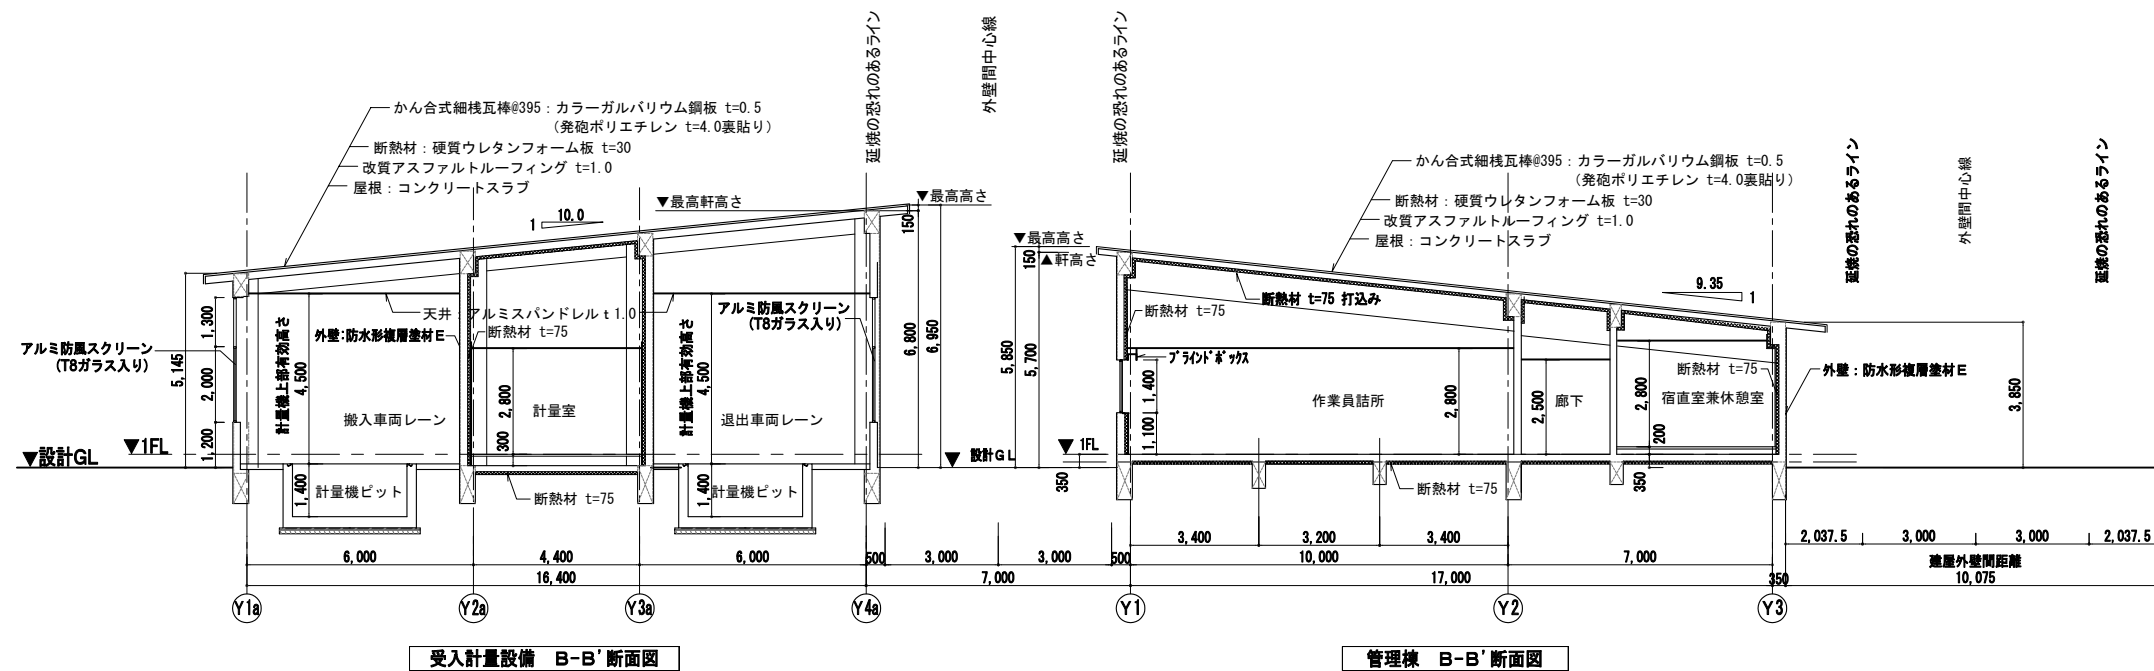 延焼の恐れのあるライン
外壁間中心線
延焼の恐れのあるライン
かん合式細桟瓦棒@395：カラーガルバリウム鋼板 t=0.5
（発砲ポリエチレン t=4.0裏貼り）
断熱材：硬質ウレタンフォーム板 t=30
改質アスファルトルーフィング t=1.0
屋根：コンクリートスラブ
▼最高軒高さ
▼最高高さ
10.0
1
150
天井：アルミスパンドレル t 1.0
アルミ防風スクリーン
(T8ガラス入り)
外壁:防水形複層塗材E
断熱材 t=75
アルミ防風スクリーン
(T8ガラス入り)
計量機上部有効高さ
4,500
計量機上部有効高さ
4,500
5,145
1,300
2,000
1,200
2,800
300
6,800
6,950
搬入車両レーン
計量室
退出車両レーン
▼設計GL
▼1FL
計量機ピット
1,400
断熱材 t=75
計量機ピット
1,400
6,000
4,400
6,000
500
3,000
3,000
500
16,400
7,000
Y1a
Y2a
Y3a
Y4a
受入計量設備 B-B'断面図
かん合式細桟瓦棒@395：カラーガルバリウム鋼板 t=0.5
（発砲ポリエチレン t=4.0裏貼り）
断熱材：硬質ウレタンフォーム板 t=30
改質アスファルトルーフィング t=1.0
屋根：コンクリートスラブ
延焼の恐れのあるライン
外壁間中心線
延焼の恐れのあるライン
▼最高高さ
150
▲軒高さ
9.35
1
断熱材 t=75 打込み
断熱材 t=75
ブラインドボックス
5,850
5,700
1,400
1,100
作業員詰所
2,800
2,500
廊下
2,800
200
断熱材 t=75
宿直室兼休憩室
外壁：防水形複層塗材E
3,850
▼ 設計GL
▼ 1FL
350
断熱材 t=75
350
3,400
3,200
3,400
10,000
7,000
17,000
350
2,037.5
3,000
3,000
2,037.5
建屋外壁間距離
10,075
Y1
Y2
Y3
管理棟 B-B'断面図